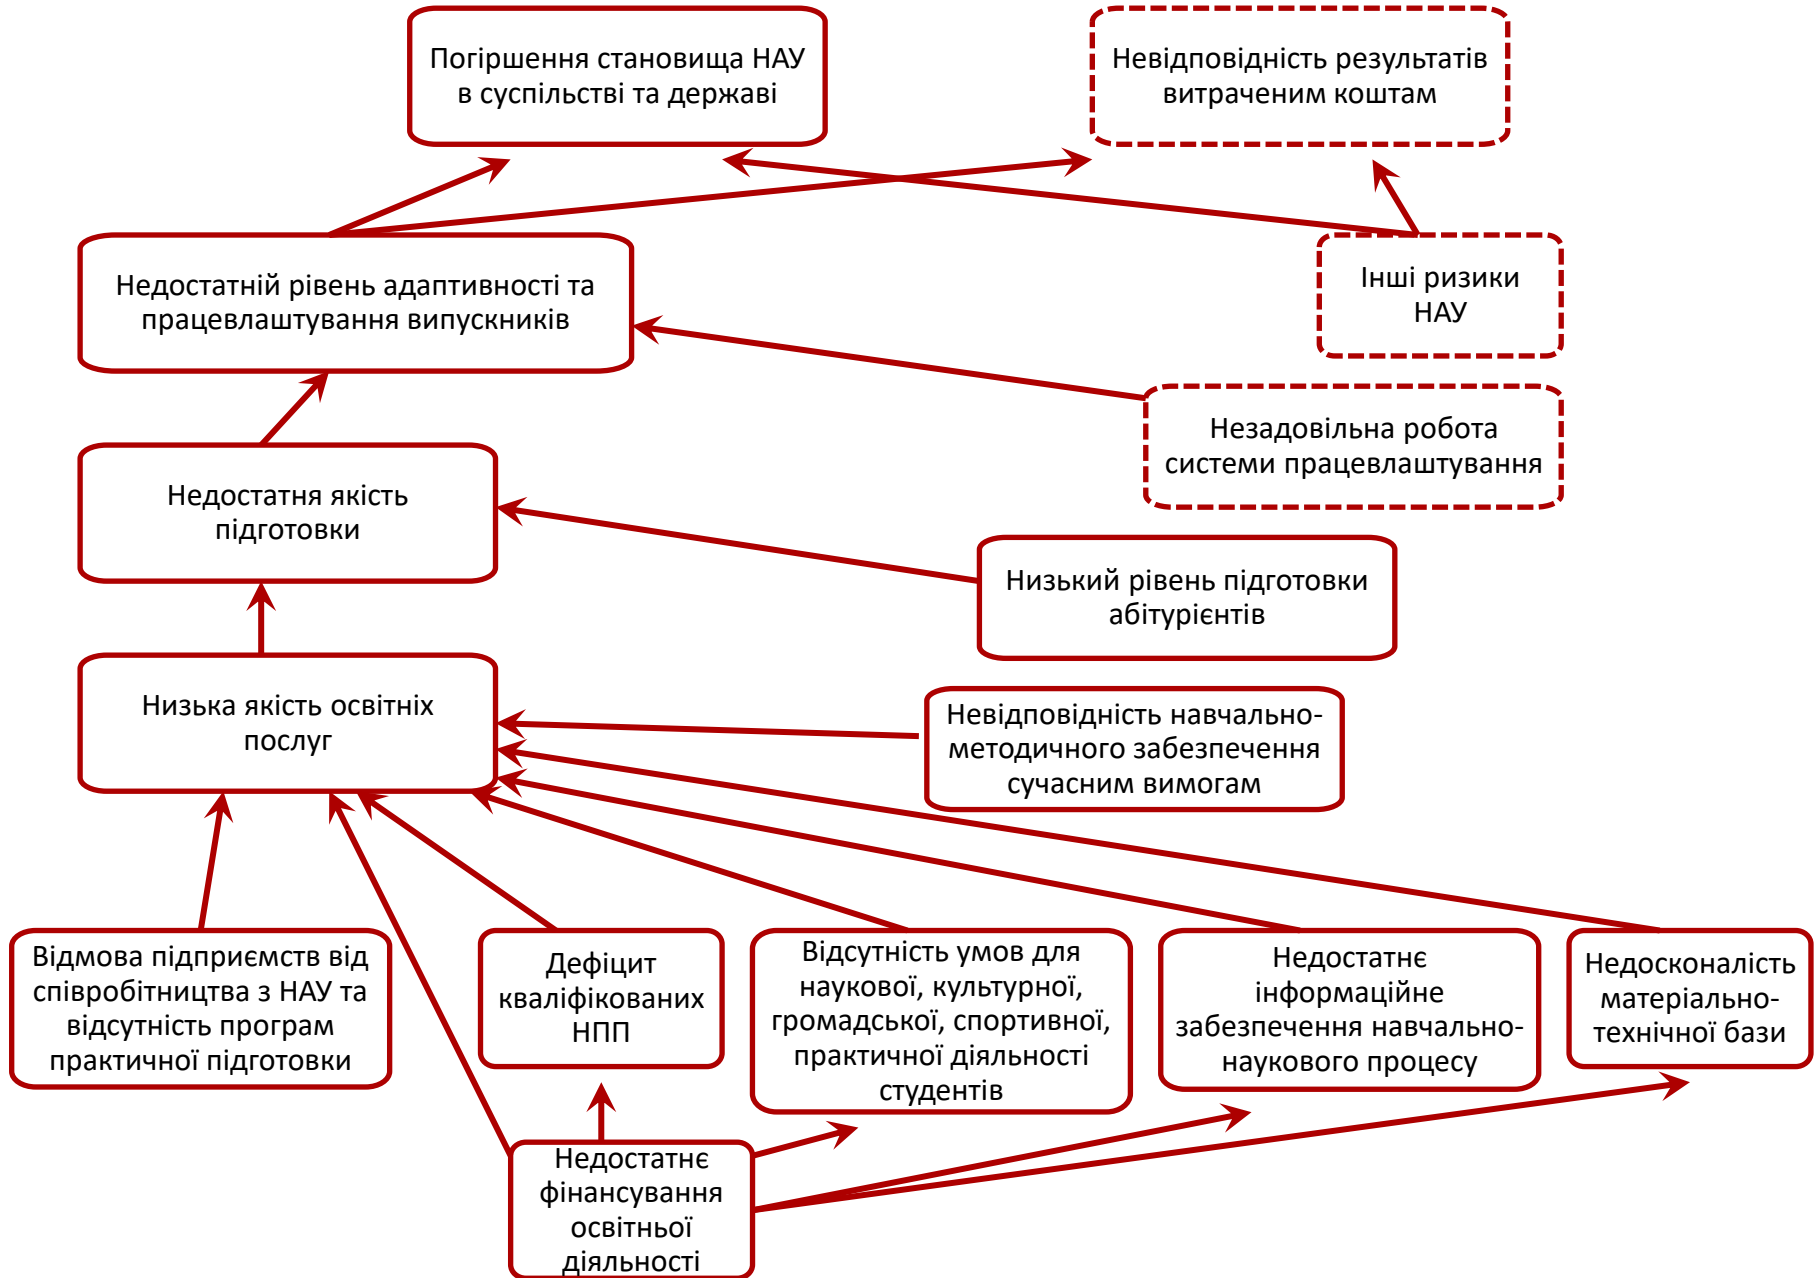 Погіршення становища НАУ
в суспільстві та державі
Невідповідність результатів
витраченим коштам
Недостатній рівень адаптивності та
працевлаштування випускників
Інші ризики
НАУ
Незадовільна робота
системи працевлаштування
Недостатня якість
підготовки
Низький рівень підготовки
абітурієнтів
Низька якість освітніх
послуг
Невідповідність навчально-
методичного забезпечення
сучасним вимогам
Відмова підприємств від
співробітництва з НАУ та
відсутність програм
практичної підготовки
Дефіцит
кваліфікованих
НПП
Відсутність умов для
наукової, культурної,
громадської, спортивної,
практичної діяльності
студентів
Недостатнє
інформаційне
забезпечення навчально-
наукового процесу
Недосконалість
матеріально-
технічної бази
Недостатнє
фінансування
освітньої
діяльності